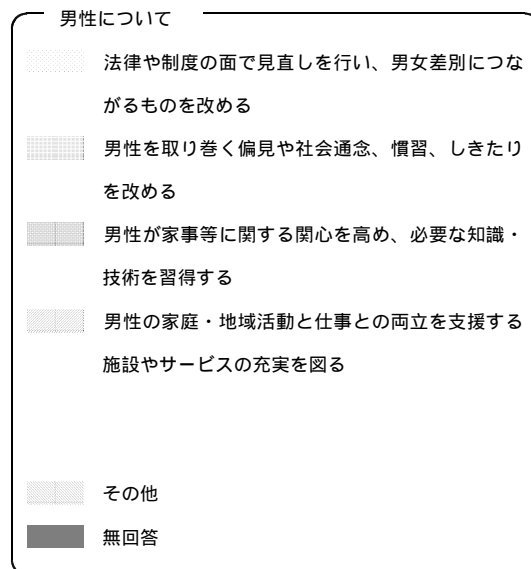 男性について
法律や制度の面で見直しを行い、男女差別につな
がるものを改める
男性を取り巻く偏見や社会通念、慣習、しきたり
を改める
男性が家事等に関する関心を高め、必要な知識・
技術を習得する
男性の家庭・地域活動と仕事との両立を支援する
施設やサービスの充実を図る
その他
無回答